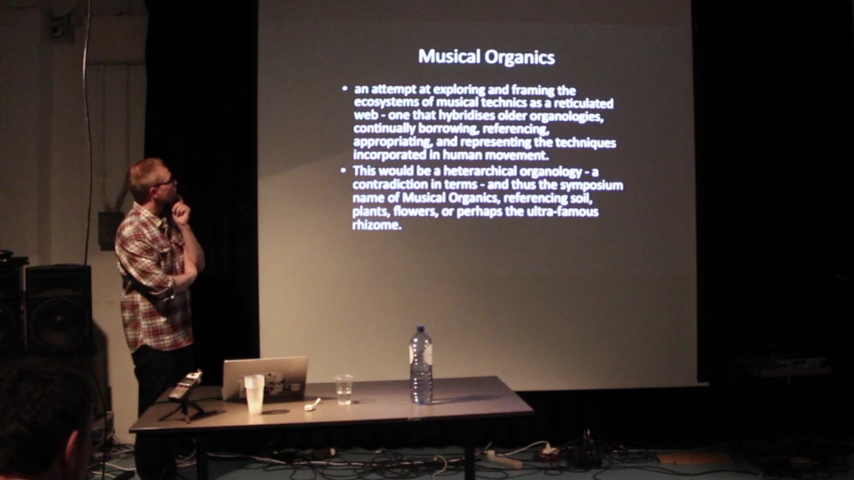 Musical Organics
• an attempt at exploring and framing the
ecosystems of musical technics as a reticulated
web - one that hybridises older organologies,
continually borrowing, referencing,
appropriating, and representing the techniques
incorporated in human movement.
• This would be a heterarchical organology - a
contradiction in terms - and thus the symposium
name of Musical Organics, referencing soil,
plants, flowers, or perhaps the ultra-famous
rhizome.